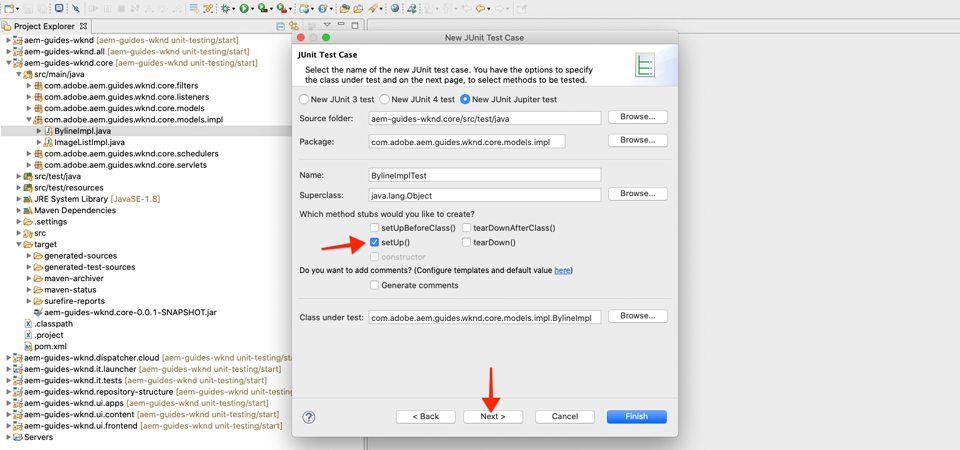 Project Explorer
aem-guides-wknd [aem-guides-wknd unit-testing/start]
aem-guides-wknd.all [aem-guides-wknd unit-testing/start]
aem-guides-wknd.core [aem-guides-wknd unit-testing/start]
src/main/java
com.adobe.aem.guides.wknd.core.filters
com.adobe.aem.guides.wknd.core.listeners
com.adobe.aem.guides.wknd.core.models
com.adobe.aem.guides.wknd.core.models.impl
BylineImpl.java
ImageListImpl.java
com.adobe.aem.guides.wknd.core.schedulers
com.adobe.aem.guides.wknd.core.servlets
src/test/java
src/test/resources
JRE System Library [JavaSE-1.8]
Maven Dependencies
.settings
src
target
generated-sources
generated-test-sources
maven-archiver
maven-status
surefire-reports
aem-guides-wknd.core-0.0.1-SNAPSHOT.jar
.classpath
.project
pom.xml
aem-guides-wknd.dispatcher.cloud [aem-guides-wknd unit-testing/start]
aem-guides-wknd.it.launcher [aem-guides-wknd unit-testing/start]
aem-guides-wknd.it.tests [aem-guides-wknd unit-testing/start]
aem-guides-wknd.repository-structure [aem-guides-wknd unit-testing/start]
aem-guides-wknd.ui.apps [aem-guides-wknd unit-testing/start]
aem-guides-wknd.ui.content [aem-guides-wknd unit-testing/start]
aem-guides-wknd.ui.frontend [aem-guides-wknd unit-testing/start]
Servers
New JUnit Test Case
JUnit Test Case
Select the name of the new JUnit test case. You have the options to specify
the class under test and on the next page, to select methods to be tested.
New JUnit 3 test New JUnit 4 test New JUnit Jupiter test
Source folder: aem-guides-wknd.core/src/test/java Browse...
Package: com.adobe.aem.guides.wknd.core.models.impl Browse...
Name: BylineImplTest
Superclass: java.lang.Object Browse...
Which method stubs would you like to create?
setUpBeforeClass() tearDownAfterClass()
setUp() tearDown()
constructor
Do you want to add comments? (Configure templates and default value here)
Generate comments
Class under test: com.adobe.aem.guides.wknd.core.models.impl.BylineImpl Browse...
? < Back Next > Cancel Finish